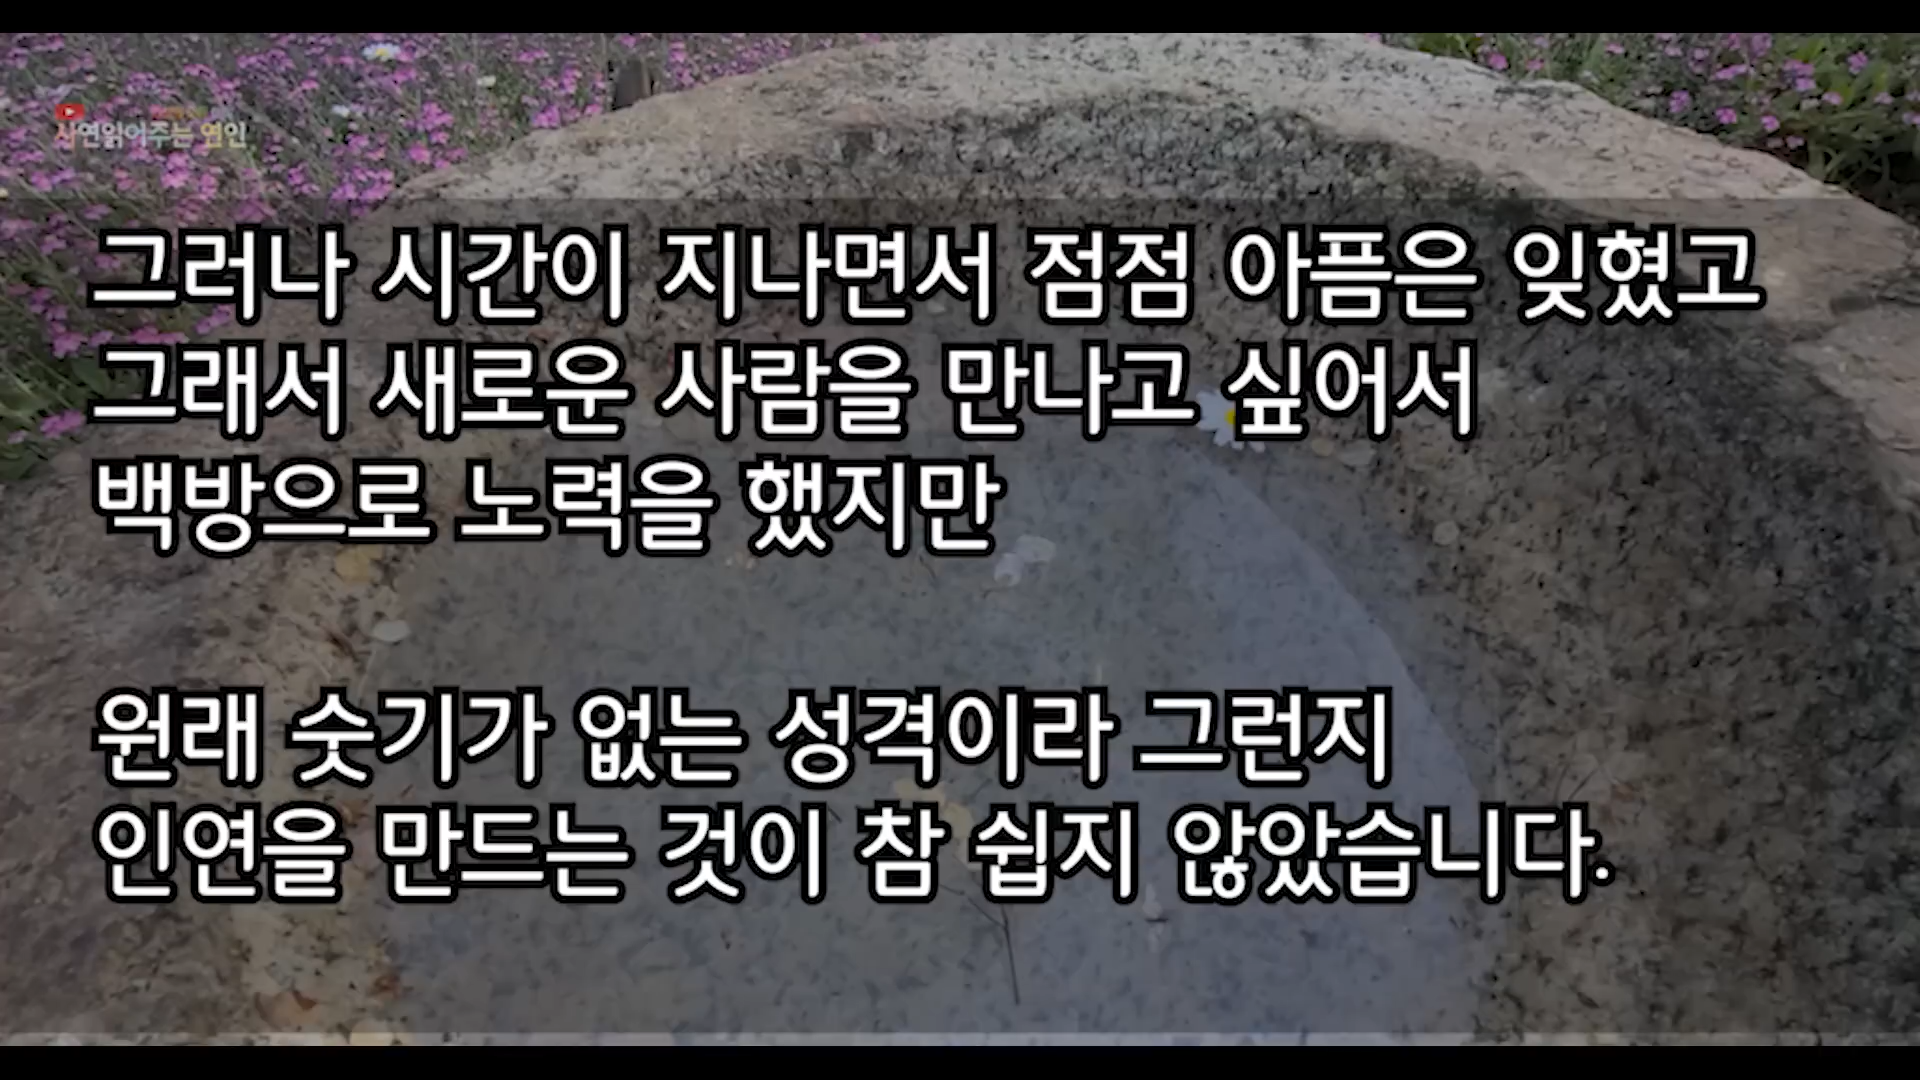 사연읽어주는 연인
그러나 시간이 지나면서 점점 아픔은 잊혔고
그래서 새로운 사람을 만나고 싶어서
백방으로 노력을 했지만
원래 숫기가 없는 성격이라 그런지
인연을 만드는 것이 참 쉽지 않았습니다.